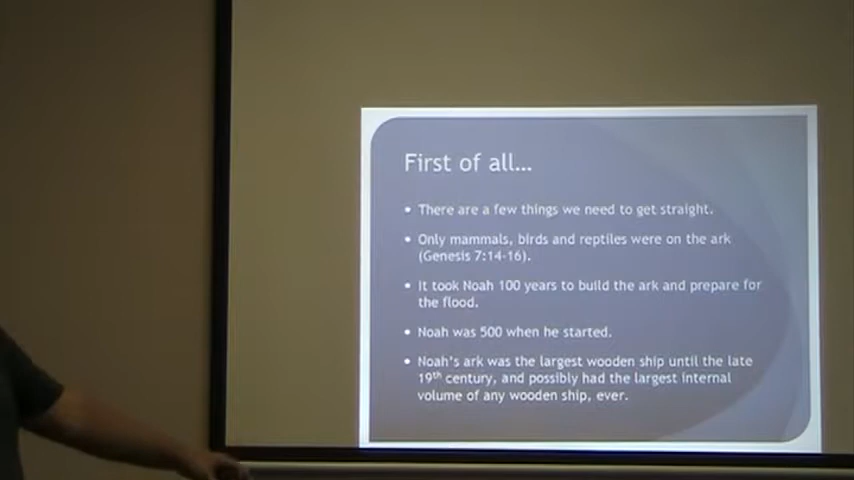 First of all...
• There are a few things we need to get straight.
• Only mammals, birds and reptiles were on the ark
(Genesis 7:14-16).
• It took Noah 100 years to build the ark and prepare for
the flood.
• Noah was 500 when he started.
• Noah's ark was the largest wooden ship until the late
19th century, and possibly had the largest internal
volume of any wooden ship, ever.